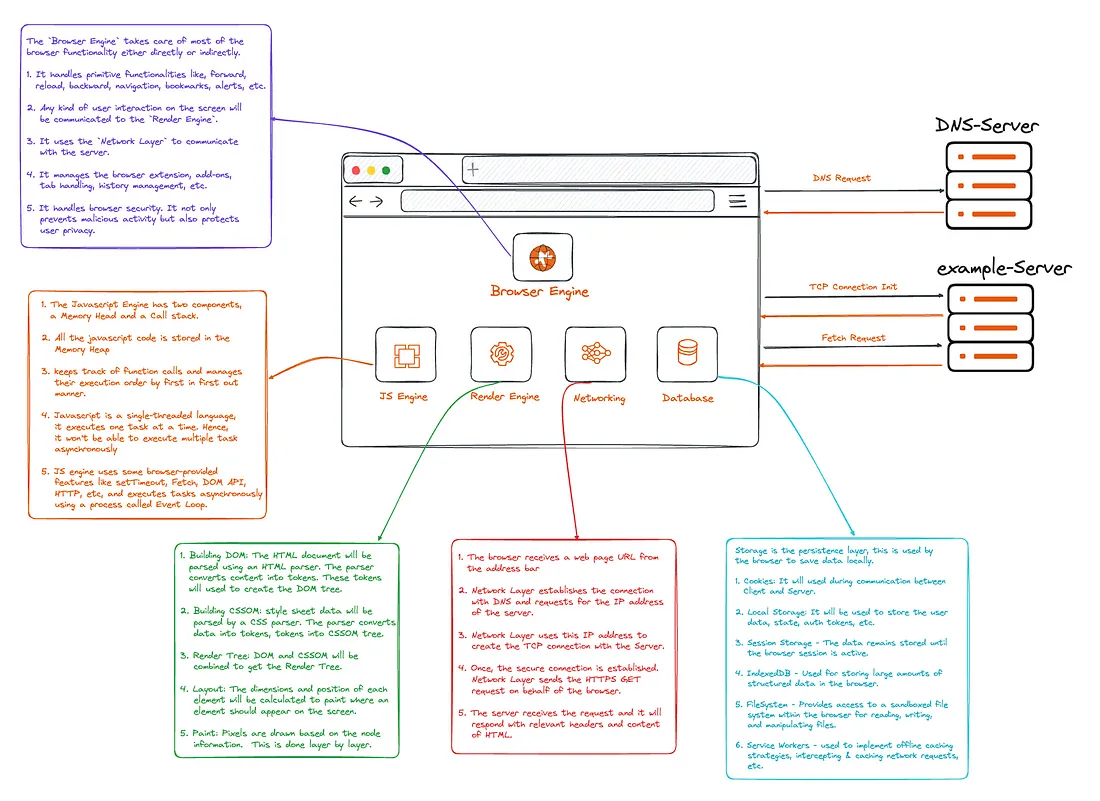 The `Browser Engine` takes care of most of the
browser functionality either directly or indirectly.
1. It handles primitive functionalities like, forward,
reload, backward, navigation, bookmarks, alerts, etc.
2. Any kind of user interaction on the screen will
be communicated to the `Render Engine`.
3. It uses the `Network Layer` to communicate
with the server.
4. It manages the browser extension, add-ons,
tab handling, history management, etc.
5. It handles browser security. It not only
prevents malicious activity but also protects
user privacy.
DNS-Server
DNS Request
example-Server
TCP Connection Init
Fetch Request
Browser Engine
JS Engine
Render Engine
Networking
Database
1. The Javascript Engine has two components,
a Memory Head and a Call stack.
2. All the javascript code is stored in the
Memory Heap
3. keeps track of function calls and manages
their execution order by first in first out
manner.
4. Javascript is a single-threaded language,
it executes one task at a time. Hence,
it won't be able to execute multiple task
asynchronously
5. JS engine uses some browser-provided
features like setTimeout, Fetch, DOM API,
HTTP, etc, and executes tasks asynchronously
using a process called Event Loop.
1. Building DOM: The HTML document will be
parsed using an HTML parser. The parser
converts content into tokens. These tokens
will used to create the DOM tree.
2. Building CSSOM: style sheet data will be
parsed by a CSS parser. The parser converts
data into tokens, tokens into CSSOM tree.
3. Render Tree: DOM and CSSOM will be
combined to get the Render Tree.
4. Layout: The dimensions and position of each
element will be calculated to paint where an
element should appear on the screen.
5. Paint: Pixels are drawn based on the node
information. This is done layer by layer.
1. The browser receives a web page URL from
the address bar
2. Network Layer establishes the connection
with DNS and requests for the IP address
of the server.
3. Network Layer uses this IP address to
create the TCP connection with the Server.
4. Once, the secure connection is established.
Network Layer sends the HTTPS GET
request on behalf of the browser.
5. The server receives the request and it will
respond with relevant headers and content
of HTML.
Storage is the persistence layer, this is used by
the browser to save data locally.
1. Cookies: It will used during communication between
Client and Server.
2. Local Storage: It will be used to store the user
data, state, auth tokens, etc.
3. Session Storage - The data remains stored until
the browser session is active.
4. IndexedDB - Used for storing large amounts of
structured data in the browser.
5. FileSystem - Provides access to a sandboxed file
system within the browser for reading, writing,
and manipulating files.
6. Service Workers - used to implement offline caching
strategies, intercepting & caching network requests,
etc.